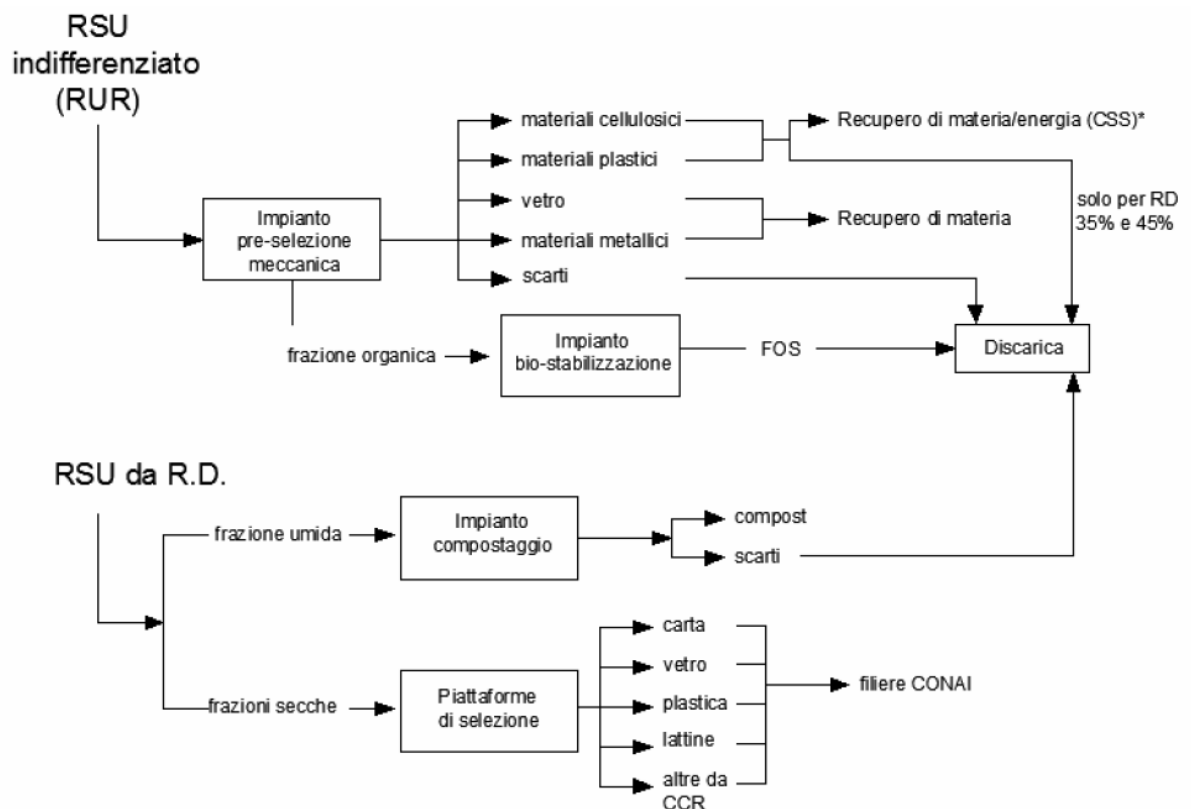 RSU
indifferenziato
(RUR)
materiali cellulosici
Recupero di materia/energia (CSS)*
materiali plastici
solo per RD
35% e 45%
vetro
Recupero di materia
Impianto
pre-selezione
meccanica
materiali metallici
scarti
Impianto
bio-stabilizzazione
frazione organica
FOS
Discarica
RSU da R.D.
frazione umida
Impianto
compostaggio
compost
scarti
carta
vetro
filiere CONAI
frazioni secche
Piattaforme
di selezione
plastica
lattine
altre da
CCR